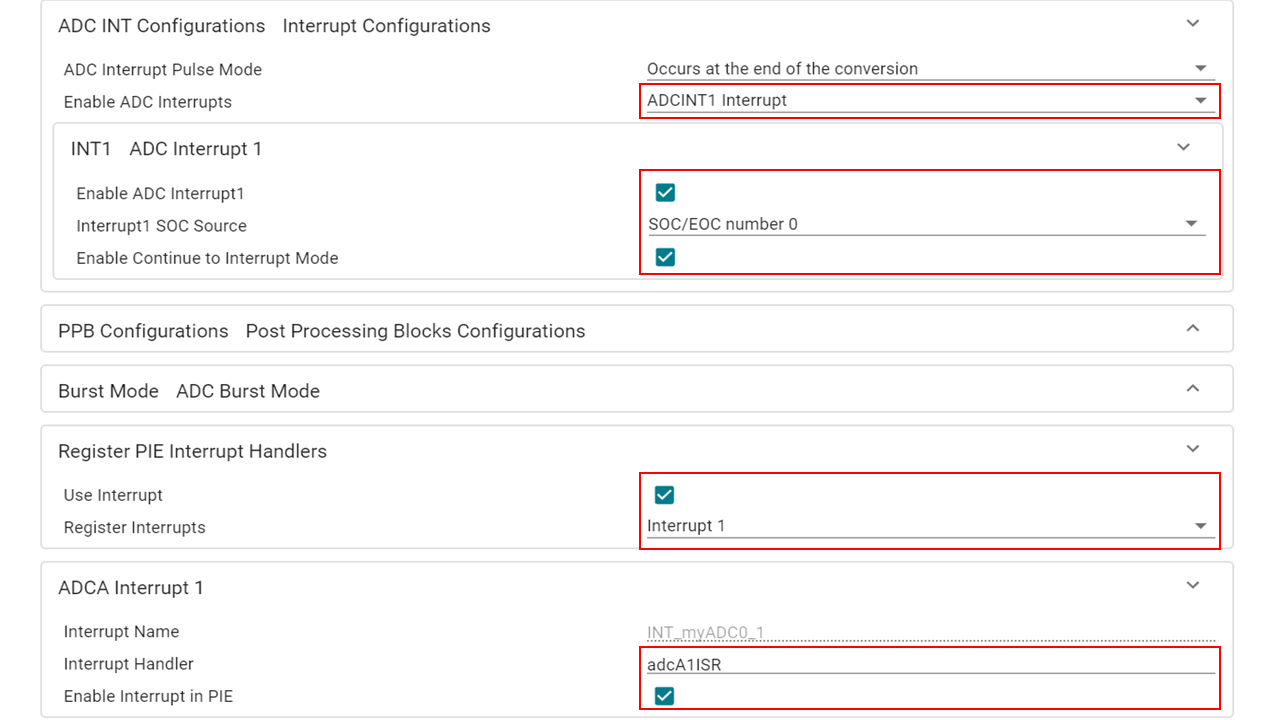 ADC INT Configurations Interrupt Configurations
ADC Interrupt Pulse Mode Occurs at the end of the conversion
Enable ADC Interrupts ADCINT1 Interrupt
INT1 ADC Interrupt 1
Enable ADC Interrupt1
Interrupt1 SOC Source SOC/EOC number 0
Enable Continue to Interrupt Mode
PPB Configurations Post Processing Blocks Configurations
Burst Mode ADC Burst Mode
Register PIE Interrupt Handlers
Use Interrupt
Register Interrupts Interrupt 1
ADCA Interrupt 1
Interrupt Name INT_myADC0_1
Interrupt Handler adcA1ISR
Enable Interrupt in PIE